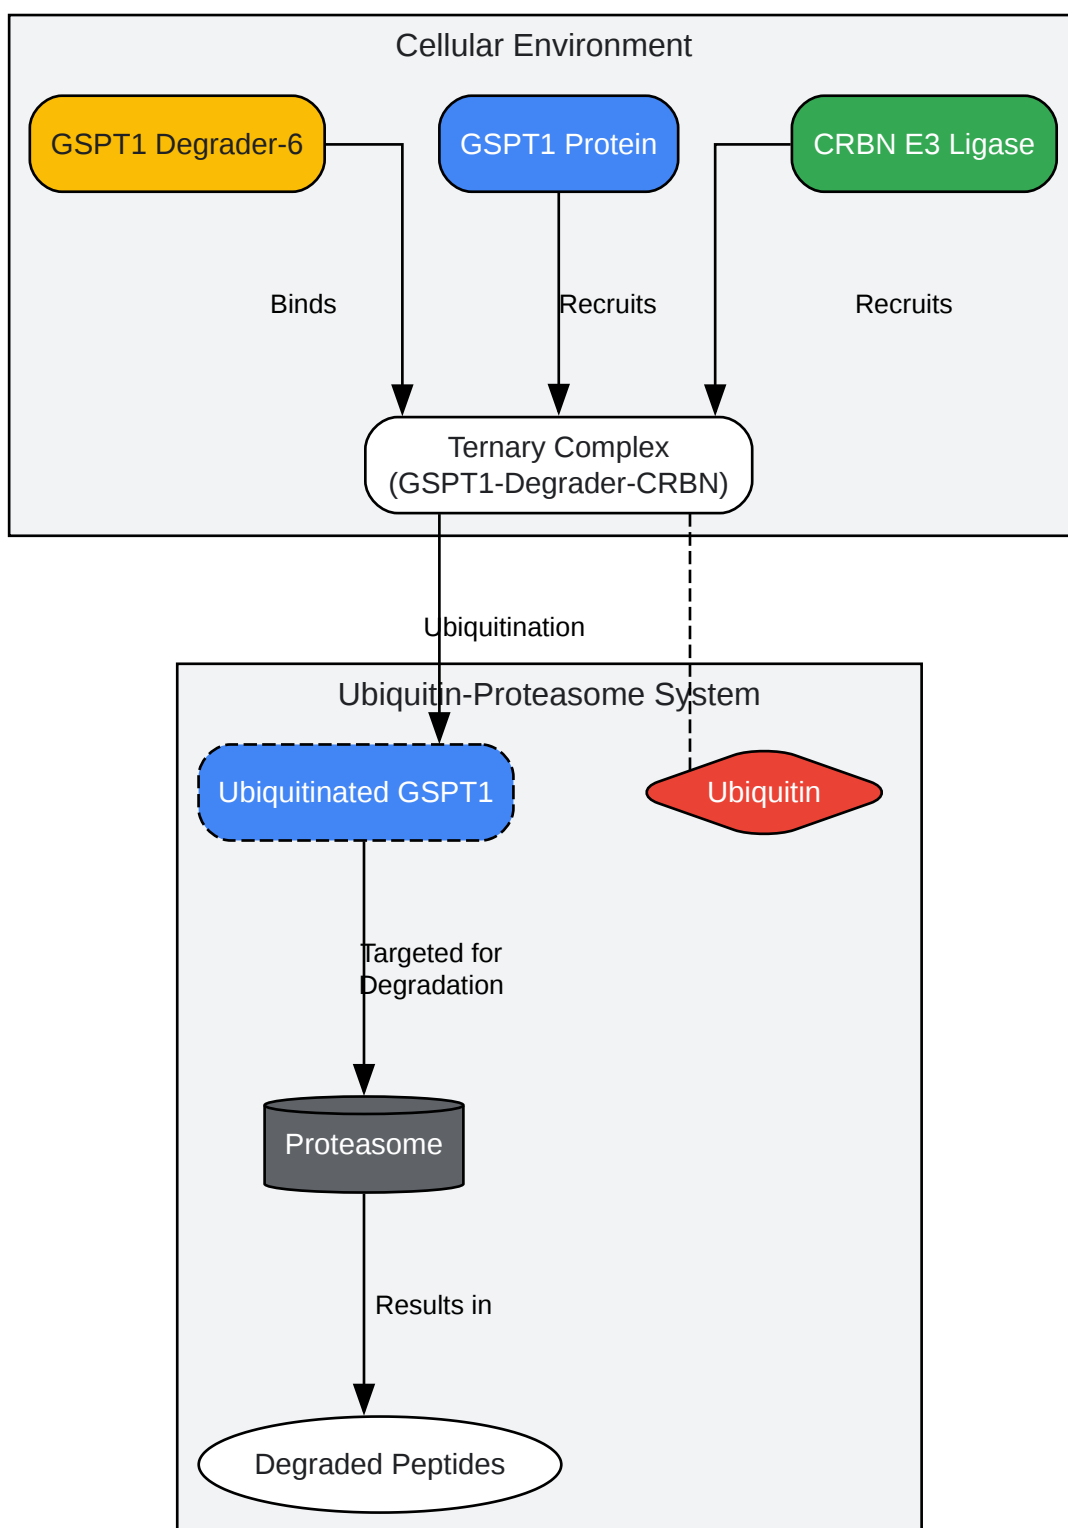 Cellular Environment
GSPT1 Degrader-6
GSPT1 Protein
CRBN E3 Ligase
Binds
Recruits
Recruits
Ternary Complex
(GSPT1-Degrader-CRBN)
Ubiquitination
Ubiquitin-Proteasome System
Ubiquitinated GSPT1
Ubiquitin
Targeted for
Degradation
Proteasome
Results in
Degraded Peptides